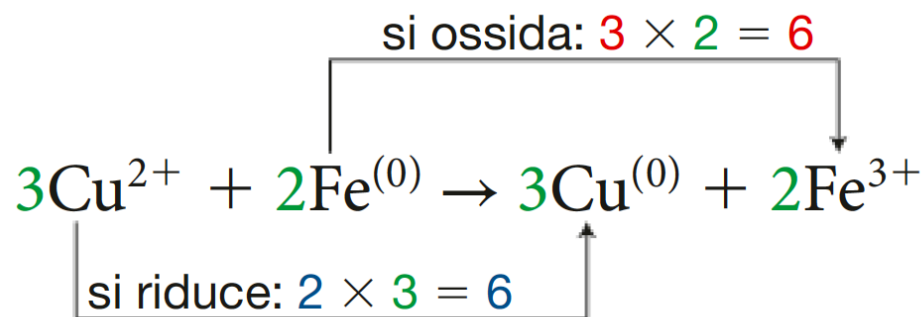 si ossida: 3 × 2 = 6
3Cu²⁺ + 2Fe⁽⁰⁾ → 3Cu⁽⁰⁾ + 2Fe³⁺
si riduce: 2 × 3 = 6